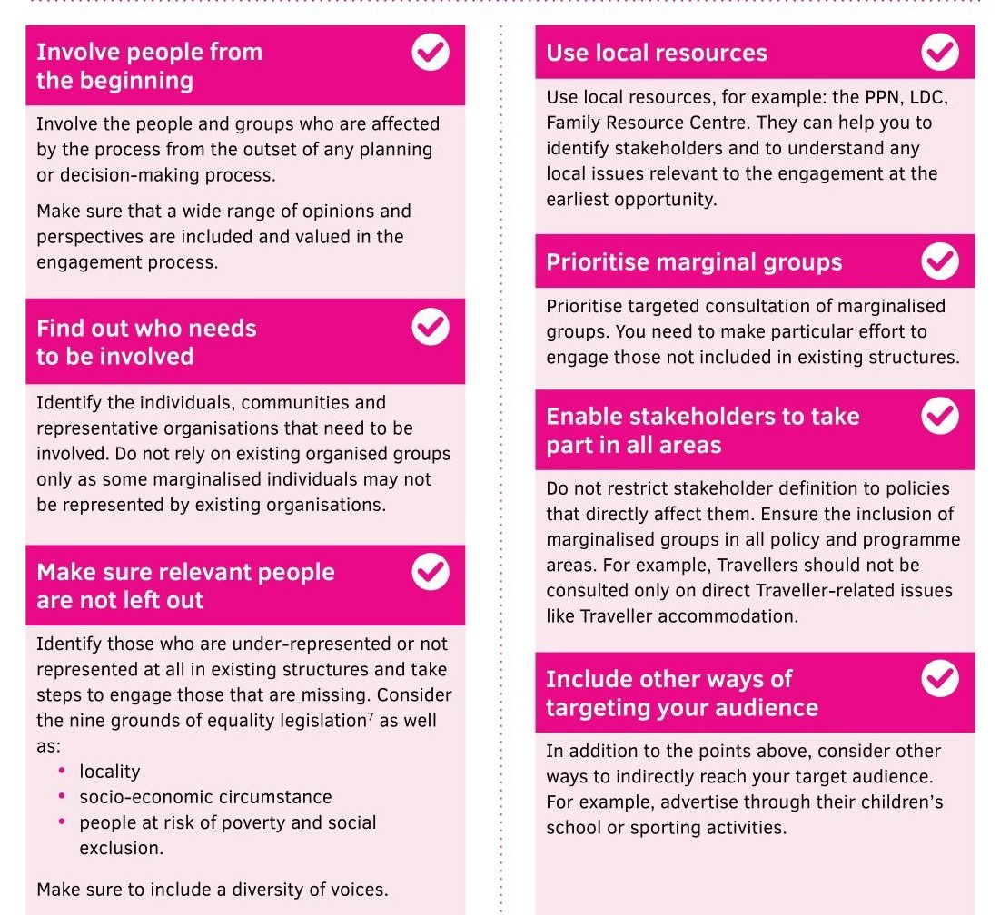 Involve people from
the beginning
Involve the people and groups who are affected
by the process from the outset of any planning
or decision-making process.
Make sure that a wide range of opinions and
perspectives are included and valued in the
engagement process.
Find out who needs
to be involved
Identify the individuals, communities and
representative organisations that need to be
involved. Do not rely on existing organised groups
only as some marginalised individuals may not
be represented by existing organisations.
Make sure relevant people
are not left out
Identify those who are under-represented or not
represented at all in existing structures and take
steps to engage those that are missing. Consider
the nine grounds of equality legislation⁷ as well
as:
• locality
• socio-economic circumstance
• people at risk of poverty and social
exclusion.
Make sure to include a diversity of voices.
Use local resources
Use local resources, for example: the PPN, LDC,
Family Resource Centre. They can help you to
identify stakeholders and to understand any
local issues relevant to the engagement at the
earliest opportunity.
Prioritise marginal groups
Prioritise targeted consultation of marginalised
groups. You need to make particular effort to
engage those not included in existing structures.
Enable stakeholders to take
part in all areas
Do not restrict stakeholder definition to policies
that directly affect them. Ensure the inclusion of
marginalised groups in all policy and programme
areas. For example, Travellers should not be
consulted only on direct Traveller-related issues
like Traveller accommodation.
Include other ways of
targeting your audience
In addition to the points above, consider other
ways to indirectly reach your target audience.
For example, advertise through their children’s
school or sporting activities.